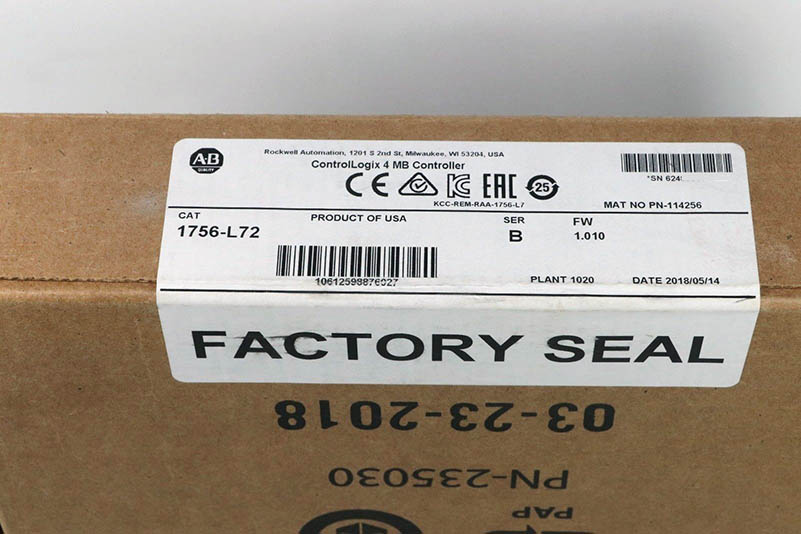 A-B
QUALITY
Rockwell Automation, 1201 S 2nd St, Milwaukee, WI 53204, USA
ControlLogix 4 MB Controller
CE EAC 25
KCC-REM-RAA-1756-L7
*SN 624
MAT NO PN-114256
CAT
1756-L72
PRODUCT OF USA
SER
B
FW
1.010
10612598876027
PLANT 1020
DATE 2018/05/14
FACTORY SEAL
03-23-2018
PN-235030
PAP